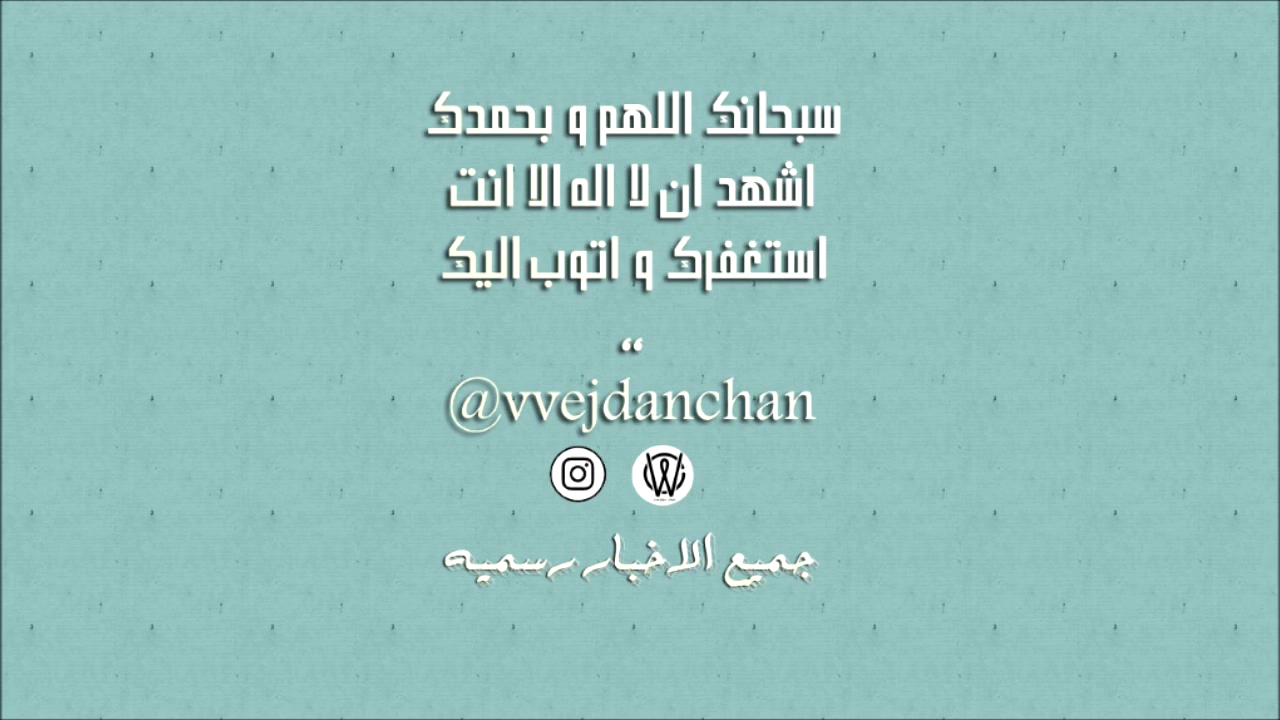 سبحانك اللهم و بحمدك
اشهد ان لا اله الا انت
استغفرك و اتوب اليك
“
@vvejdanchan
جميع الاخبار رسميه